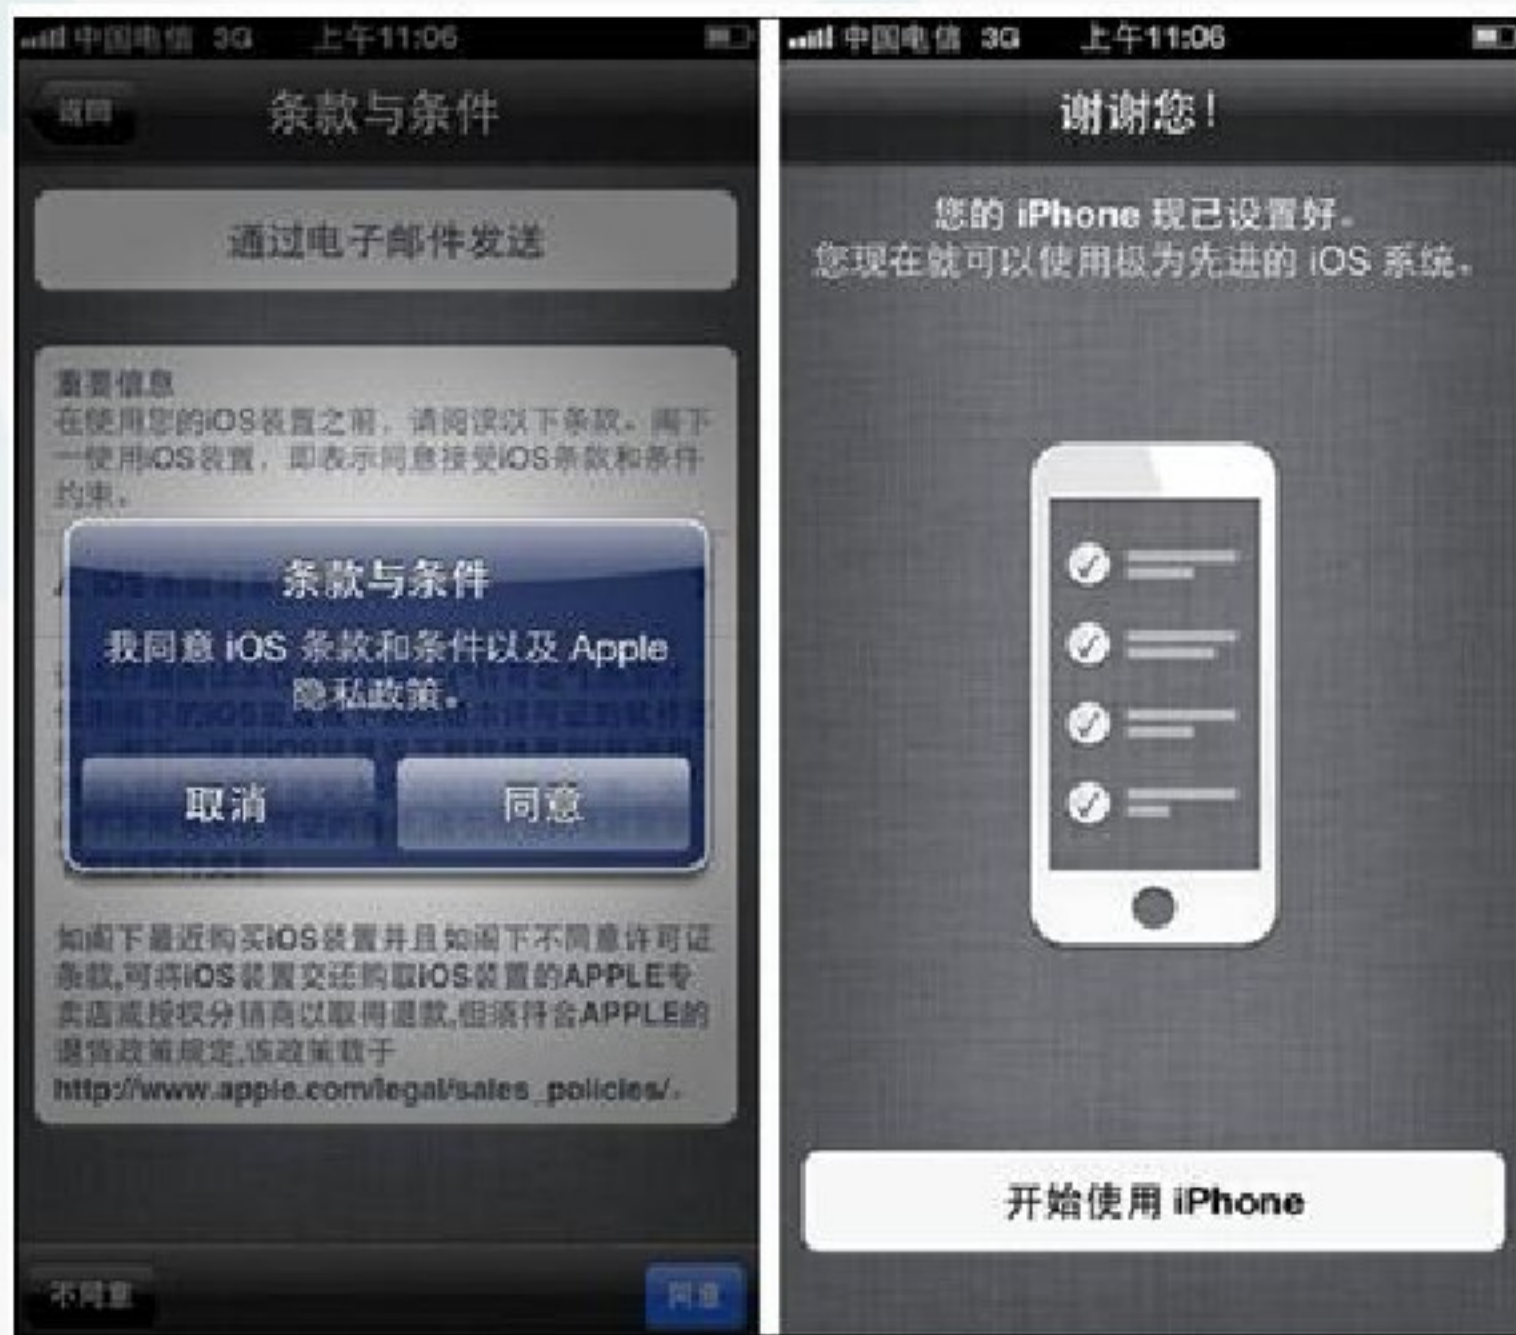 中国电信 3G 上午11:06
返回 条款与条件
通过电子邮件发送
重要信息
在使用您的iOS装置之前，请阅读以下条款。阁下
一使用iOS装置，即表示同意接受iOS条款和条件
约束。
条款与条件
我同意 iOS 条款和条件以及 Apple
隐私政策。
取消 同意
如阁下最近购买iOS装置并且如阁下不同意许可证
条款,可将iOS装置交还购取iOS装置的APPLE专
卖店或授权分销商以取得退款,但须符合APPLE的
退货政策规定,该政策载于
http://www.apple.com/legal/sales_policies/。
不同意 同意
中国电信 3G 上午11:06
谢谢您！
您的 iPhone 现已设置好。
您现在就可以使用极为先进的 iOS 系统。
开始使用 iPhone